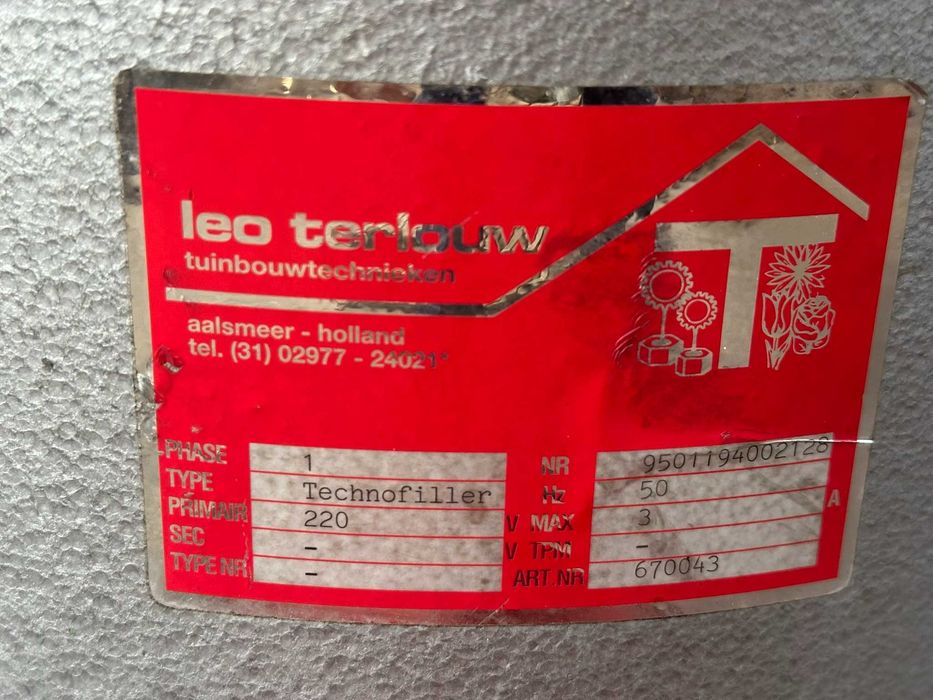 leo terlouw
tuinbouwtechnieken
aalsmeer - holland
tel. (31) 02977 - 24021*
PHASE 1 NR 9501194002128
TYPE Technofiller Hz 50
PRIMAIR 220 V MAX 3 A
SEC - V TPM -
TYPE NR - ART.NR 670043
T